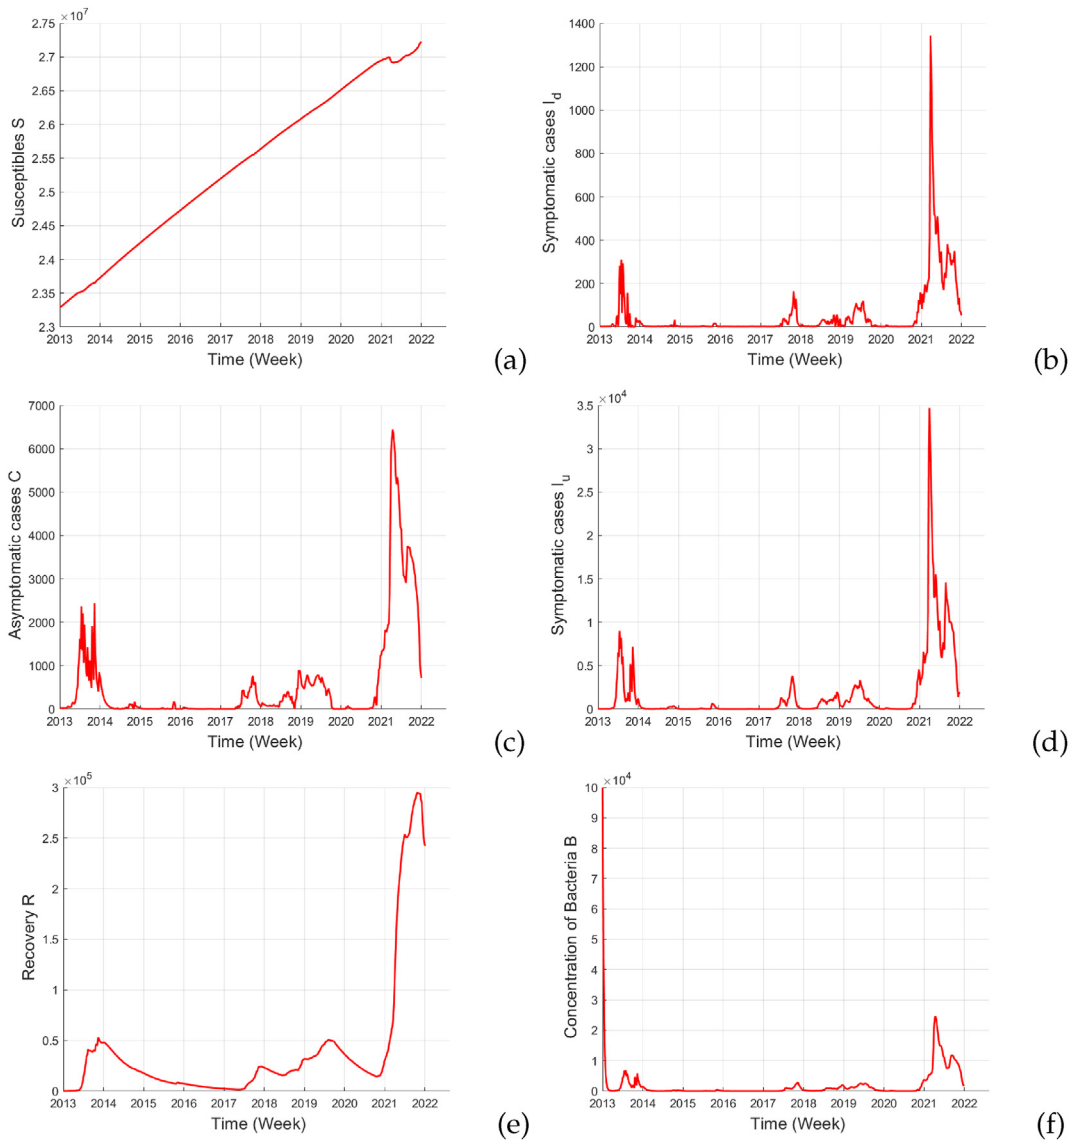 ×10⁷
2.75
2.7
2.65
2.6
2.55
2.5
2.45
2.4
2.35
2.3
Susceptibles S
2013 2014 2015 2016 2017 2018 2019 2020 2021 2022
Time (Week)
(a)
1400
1200
1000
800
600
400
200
0
Symptomatic cases I_d
2013 2014 2015 2016 2017 2018 2019 2020 2021 2022
Time (Week)
(b)
7000
6000
5000
4000
3000
2000
1000
0
Asymptomatic cases C
2013 2014 2015 2016 2017 2018 2019 2020 2021 2022
Time (Week)
(c)
×10⁴
3.5
3
2.5
2
1.5
1
0.5
0
Symptomatic cases I_u
2013 2014 2015 2016 2017 2018 2019 2020 2021 2022
Time (Week)
(d)
×10⁵
3
2.5
2
1.5
1
0.5
0
Recovery R
2013 2014 2015 2016 2017 2018 2019 2020 2021 2022
Time (Week)
(e)
×10⁴
10
9
8
7
6
5
4
3
2
1
0
Concentration of Bacteria B
2013 2014 2015 2016 2017 2018 2019 2020 2021 2022
Time (Week)
(f)